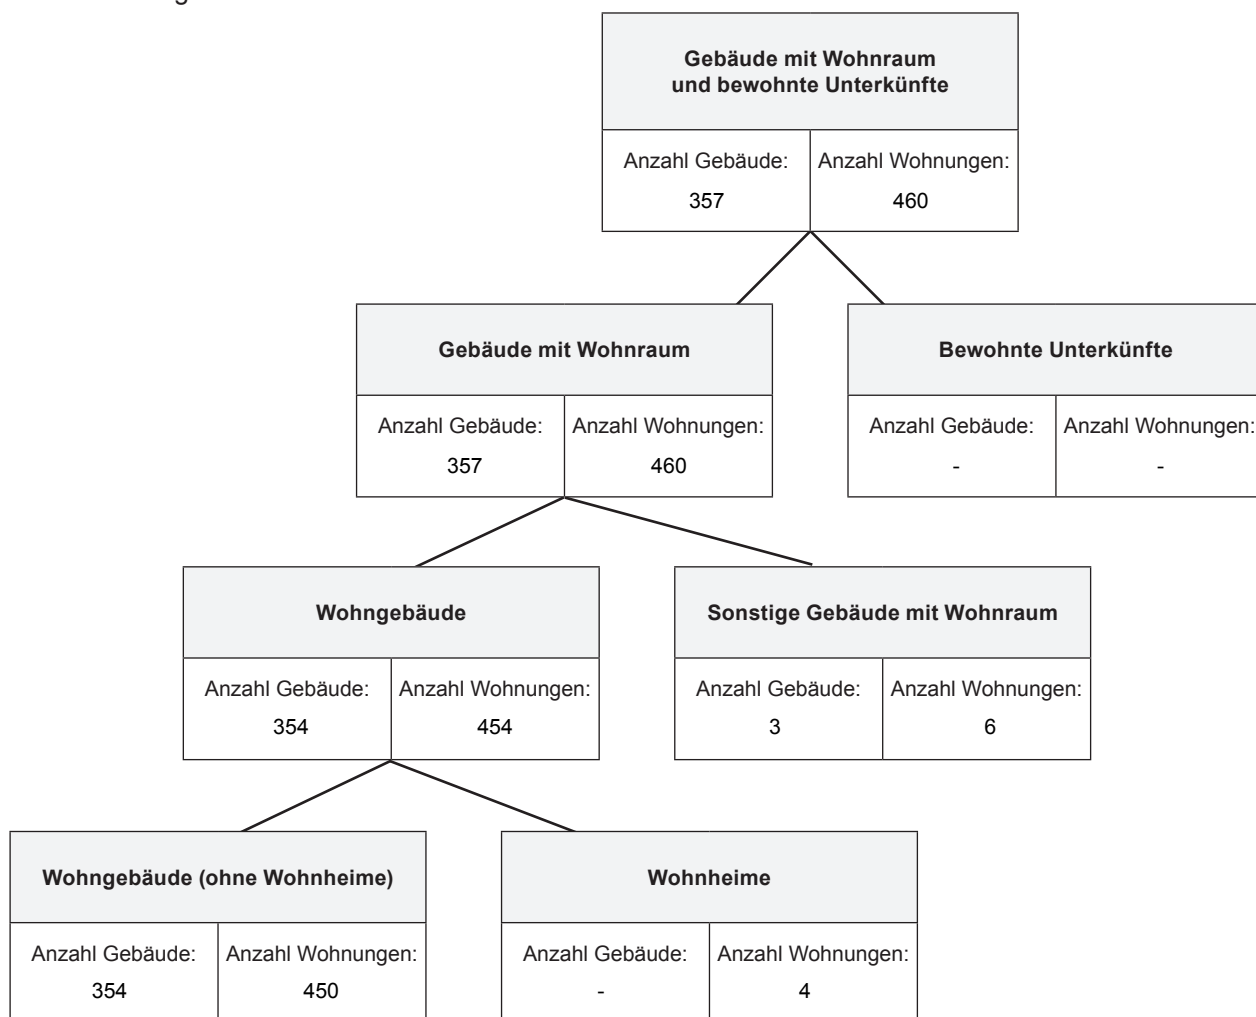 Gebäude mit Wohnraum
und bewohnte Unterkünfte
Anzahl Gebäude: Anzahl Wohnungen:
357 460
Gebäude mit Wohnraum
Anzahl Gebäude: Anzahl Wohnungen:
357 460
Bewohnte Unterkünfte
Anzahl Gebäude: Anzahl Wohnungen:
- -
Wohngebäude
Anzahl Gebäude: Anzahl Wohnungen:
354 454
Sonstige Gebäude mit Wohnraum
Anzahl Gebäude: Anzahl Wohnungen:
3 6
Wohngebäude (ohne Wohnheime)
Anzahl Gebäude: Anzahl Wohnungen:
354 450
Wohnheime
Anzahl Gebäude: Anzahl Wohnungen:
- 4